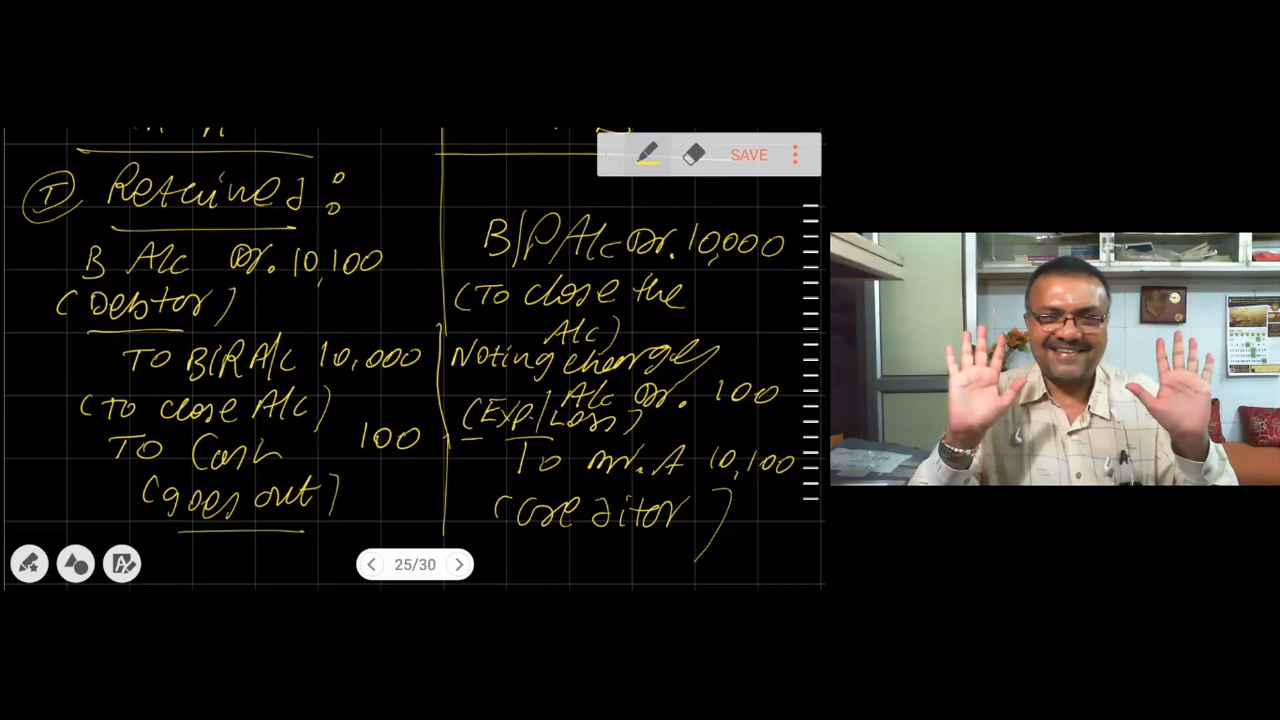 SAVE
I Retained :
B A/c Dr. 10,100
(Debtor)
To B/R A/c 10,000
(To close A/c)
To Cash 100
(goes out)
B/P A/c Dr. 10,000
(To close the
A/c)
Noting charges
A/c Dr. 100
(Exp./Loss)
To Mr. A 10,100
(creditor)
25/30